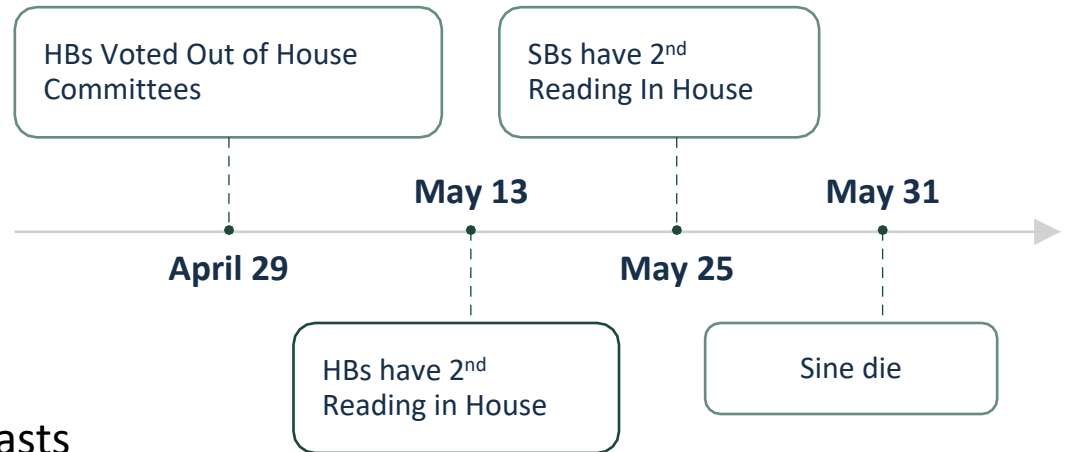 HBs Voted Out of House
Committees
SBs have 2nd
Reading In House
May 13
May 31
April 29
May 25
HBs have 2nd
Reading in House
Sine die